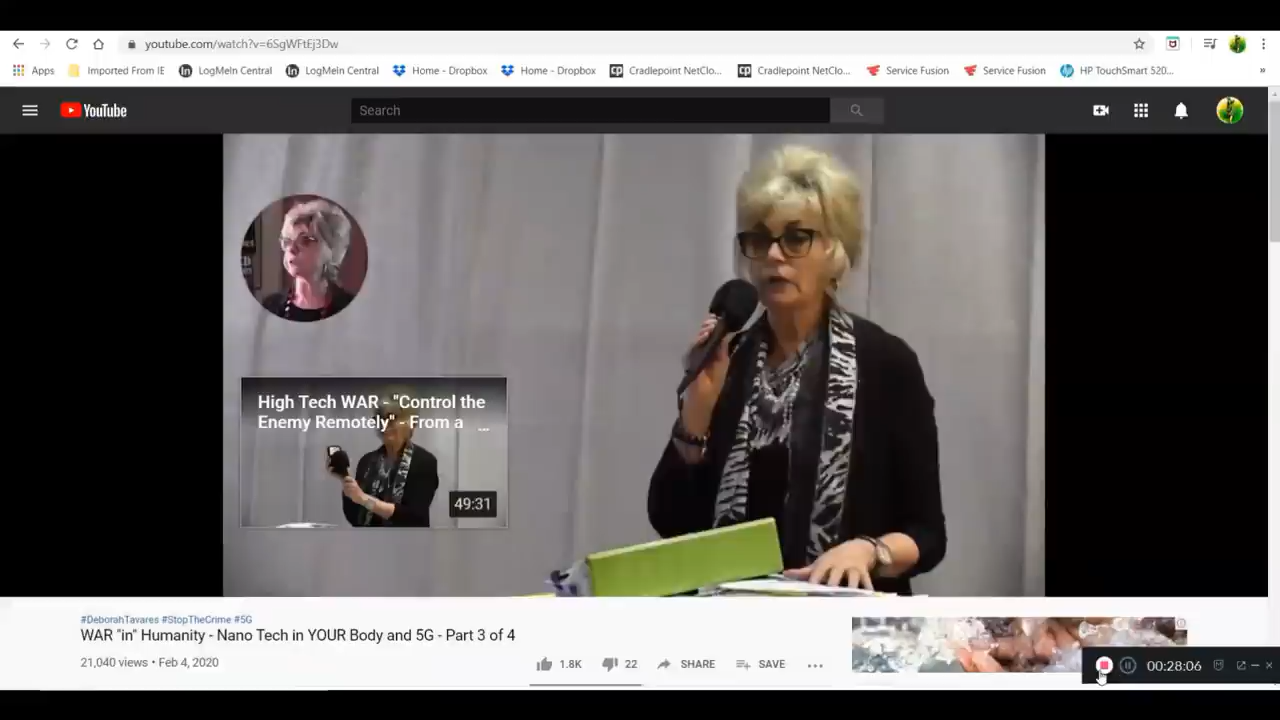 youtube.com/watch?v=6SgWFtEj3Dw
Apps Imported From IE LogMeIn Central LogMeIn Central Home - Dropbox Home - Dropbox Cradlepoint NetClo... Cradlepoint NetClo... Service Fusion Service Fusion HP TouchSmart 520... »
YouTube Search
High Tech WAR - "Control the
Enemy Remotely" - From a ...
49:31
#DeborahTavares #StopTheCrime #5G
WAR "in" Humanity - Nano Tech in YOUR Body and 5G - Part 3 of 4
21,040 views • Feb 4, 2020 1.8K 22 SHARE SAVE ...
00:28:06